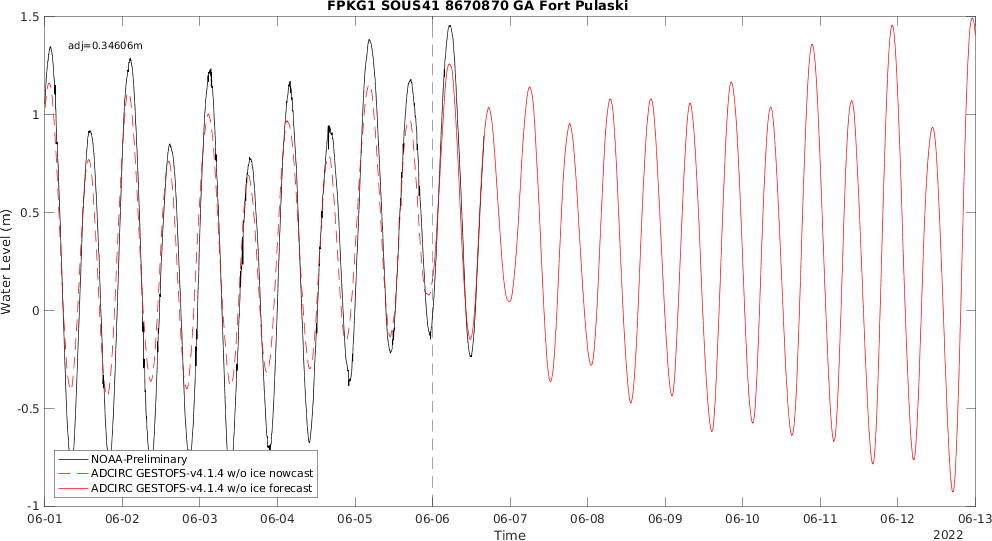 FPKG1 SOUS41 8670870 GA Fort Pulaski
adj=0.34606m
1.5
1
0.5
0
-0.5
-1
Water Level (m)
NOAA-Preliminary
ADCIRC GESTOFS-v4.1.4 w/o ice nowcast
ADCIRC GESTOFS-v4.1.4 w/o ice forecast
06-01 06-02 06-03 06-04 06-05 06-06 06-07 06-08 06-09 06-10 06-11 06-12 06-13
Time
2022